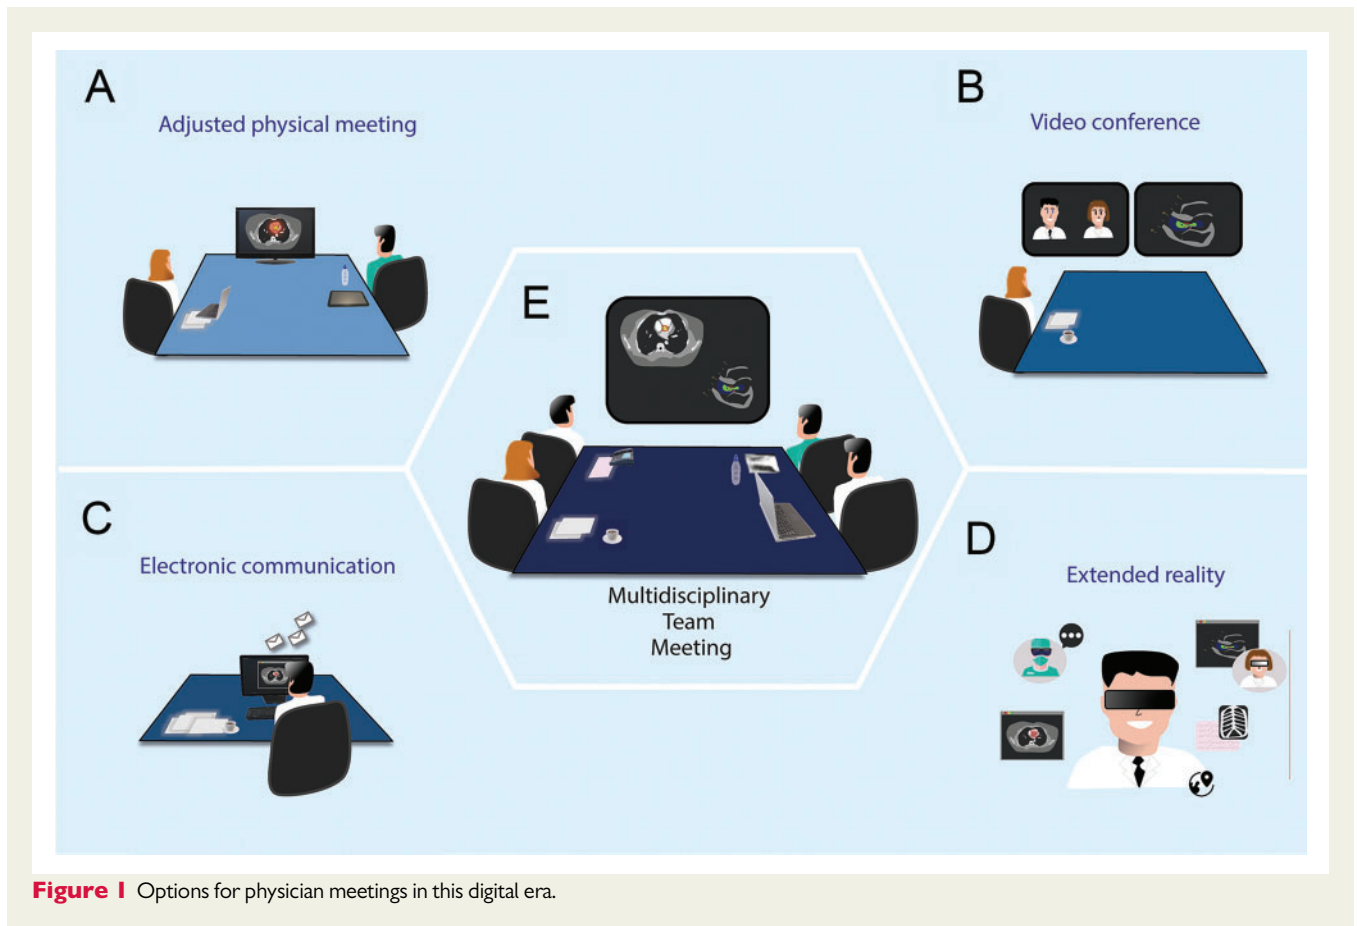 A
Adjusted physical meeting
B
Video conference
E
Multidisciplinary
Team
Meeting
C
Electronic communication
D
Extended reality
Figure 1 Options for physician meetings in this digital era.